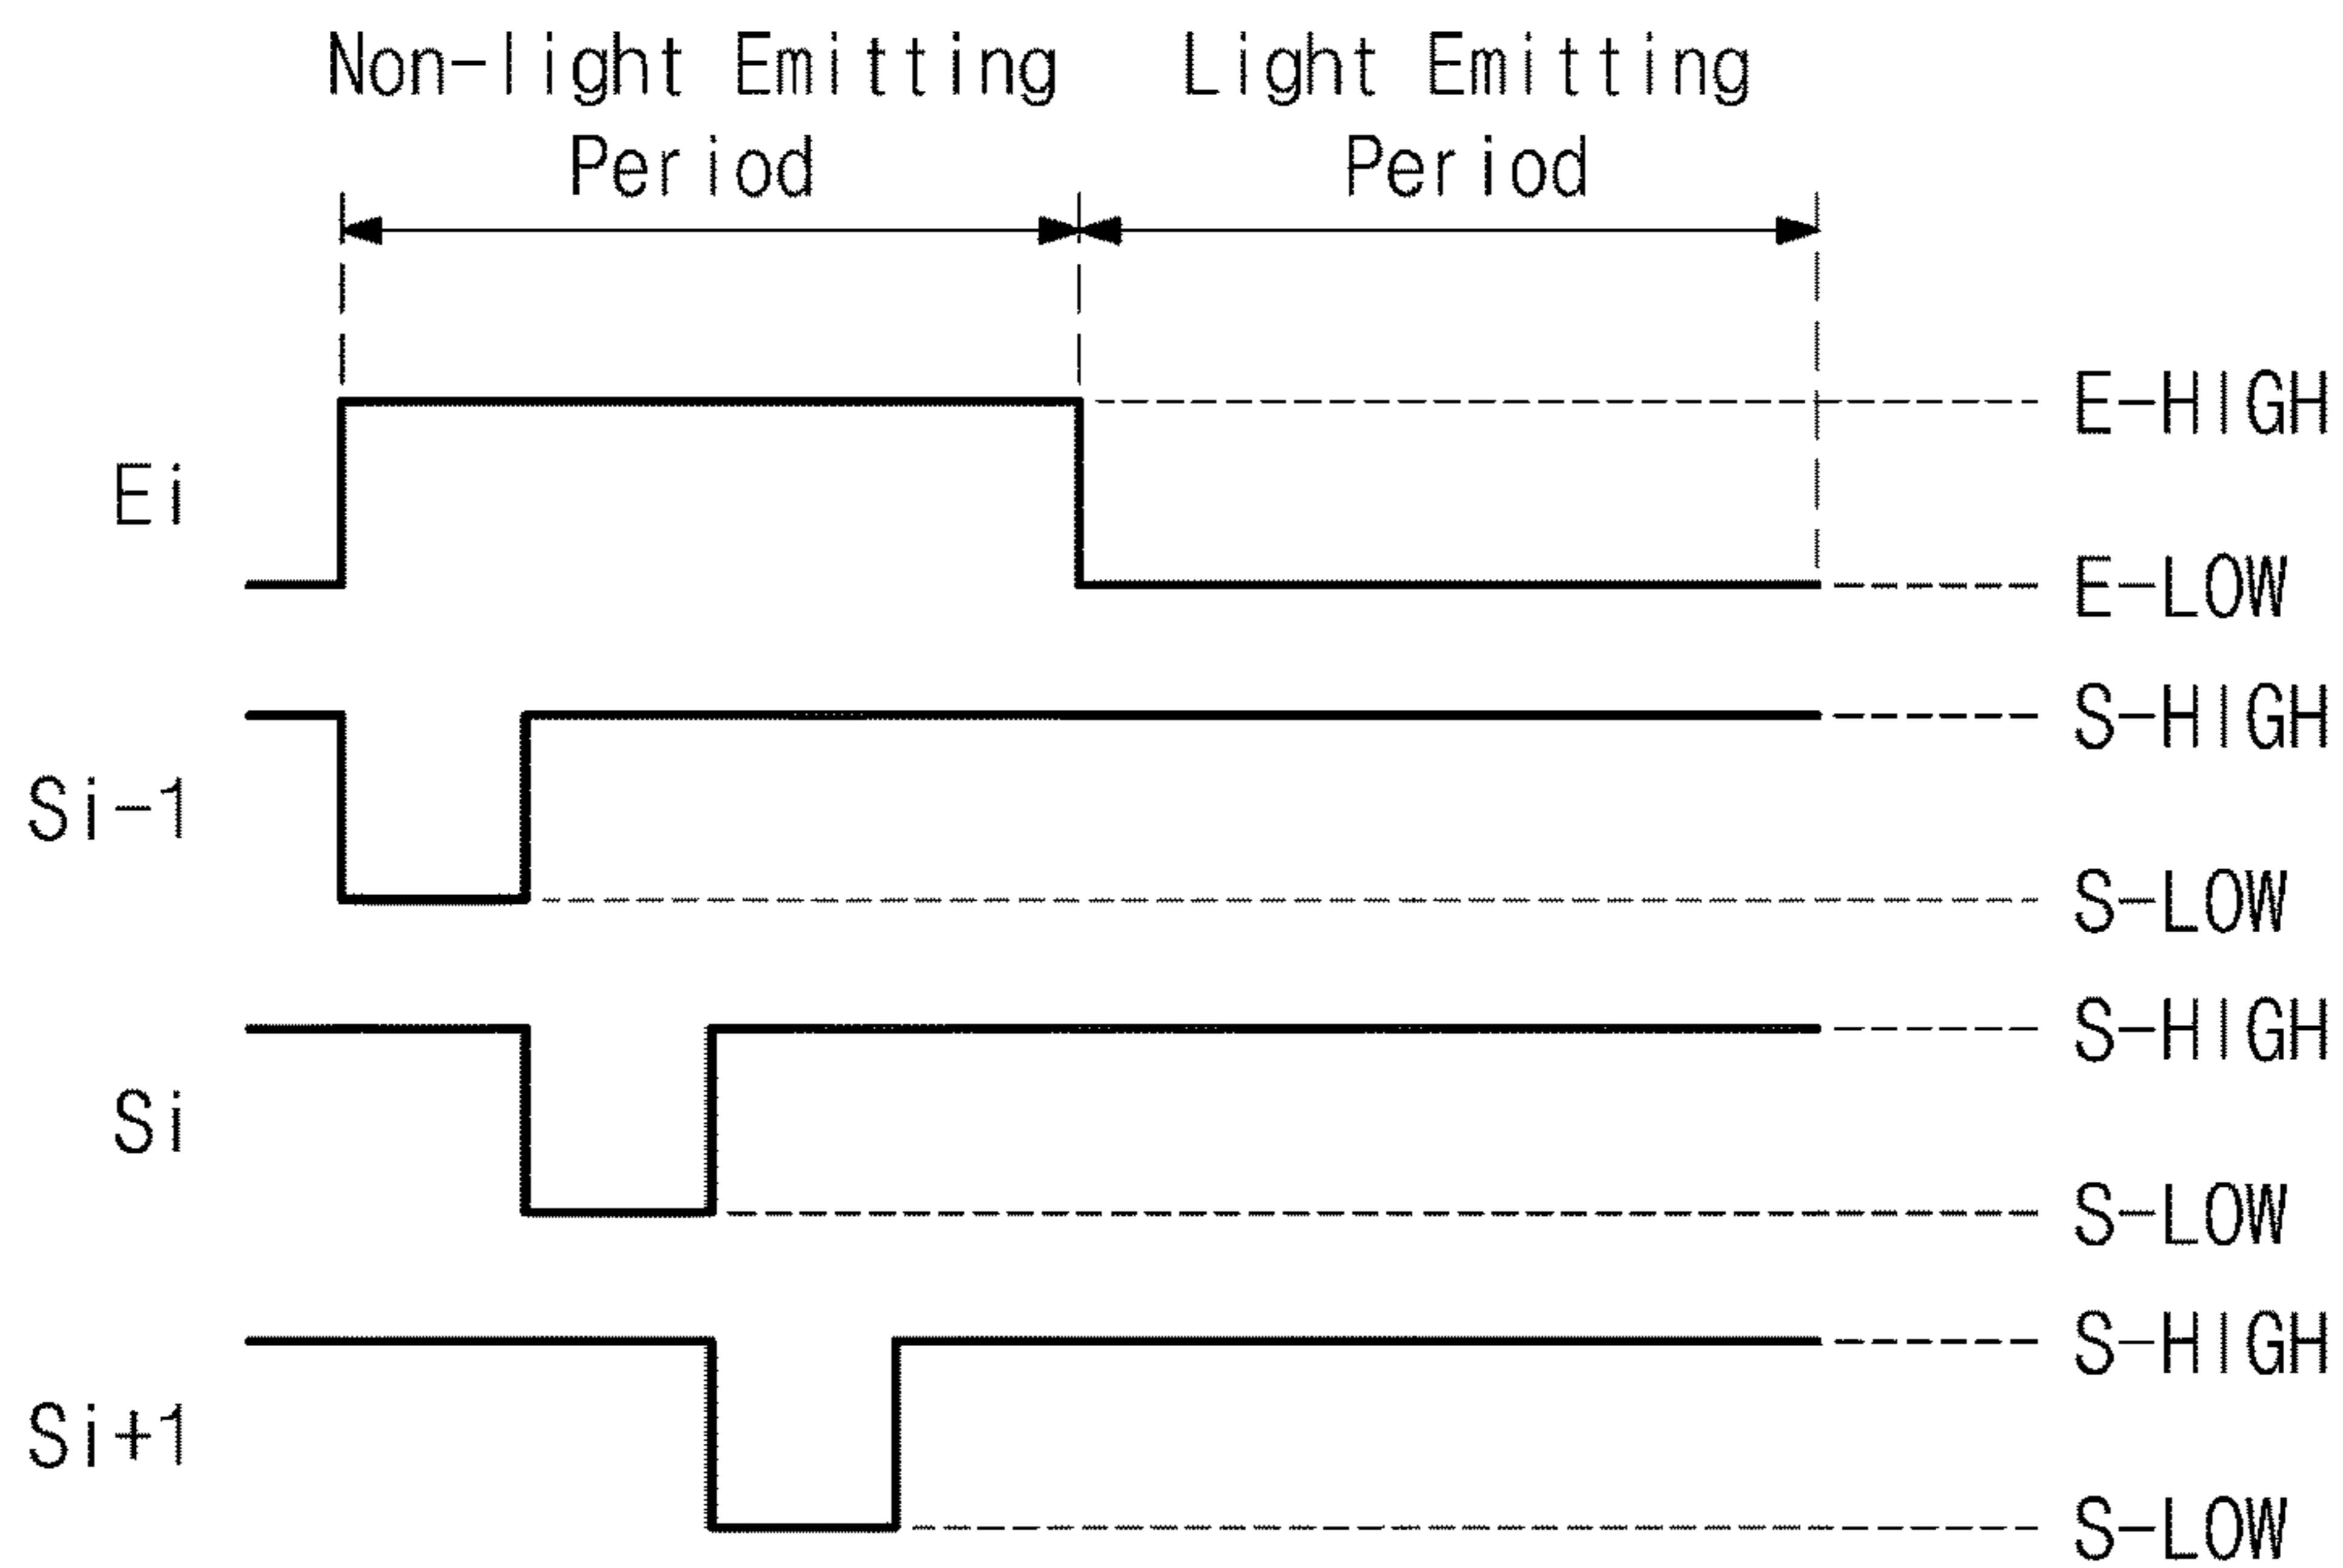 Non-light Emitting
Period
Light Emitting
Period
Ei
E-HIGH
E-LOW
Si-1
S-HIGH
S-LOW
Si
S-HIGH
S-LOW
Si+1
S-HIGH
S-LOW